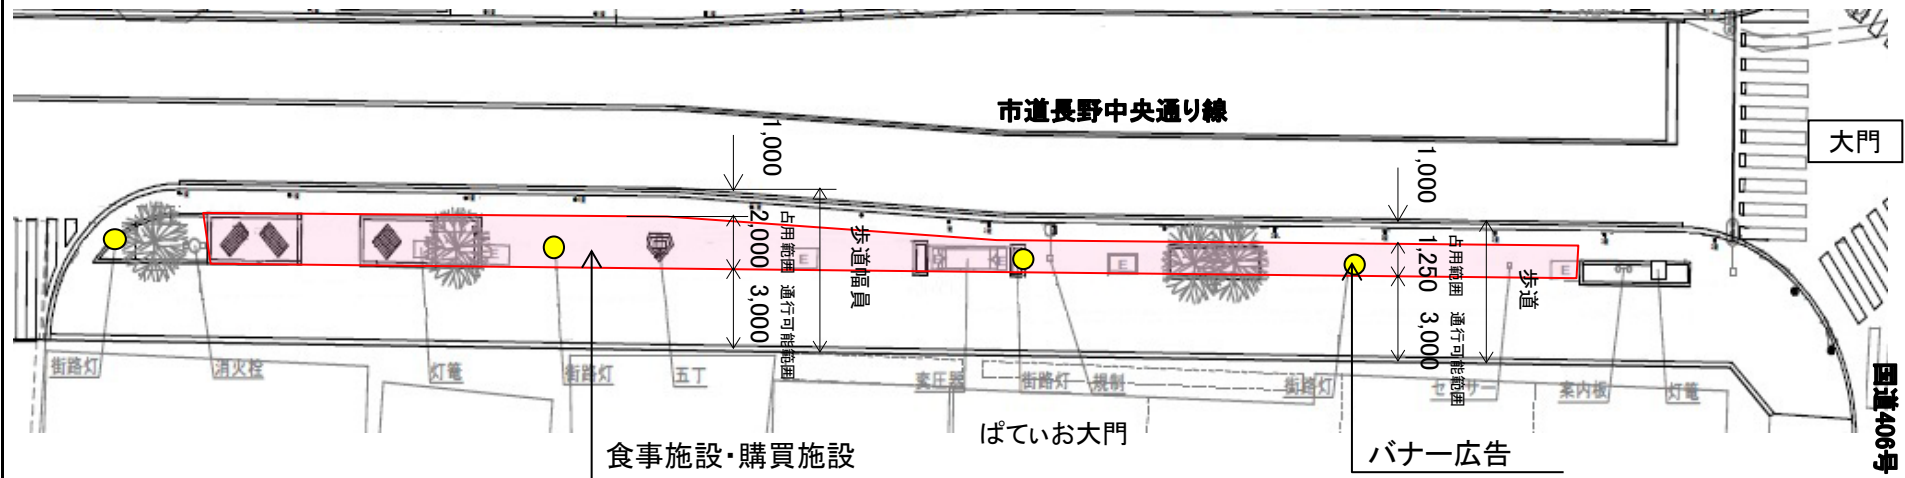 市道長野中央通り線
大門
1,000
2,000
占用範囲
3,000
通行可能範囲
歩道幅員
1,000
1,250
占用範囲
3,000
通行可能範囲
歩道
E
E
E
E
E
E
街路灯
消火栓
灯篭
街路灯
五丁
変圧器
街路灯
規制
街路灯
センサー
案内板
灯篭
国道406号
ぱてぃお大門
食事施設・購買施設
バナー広告